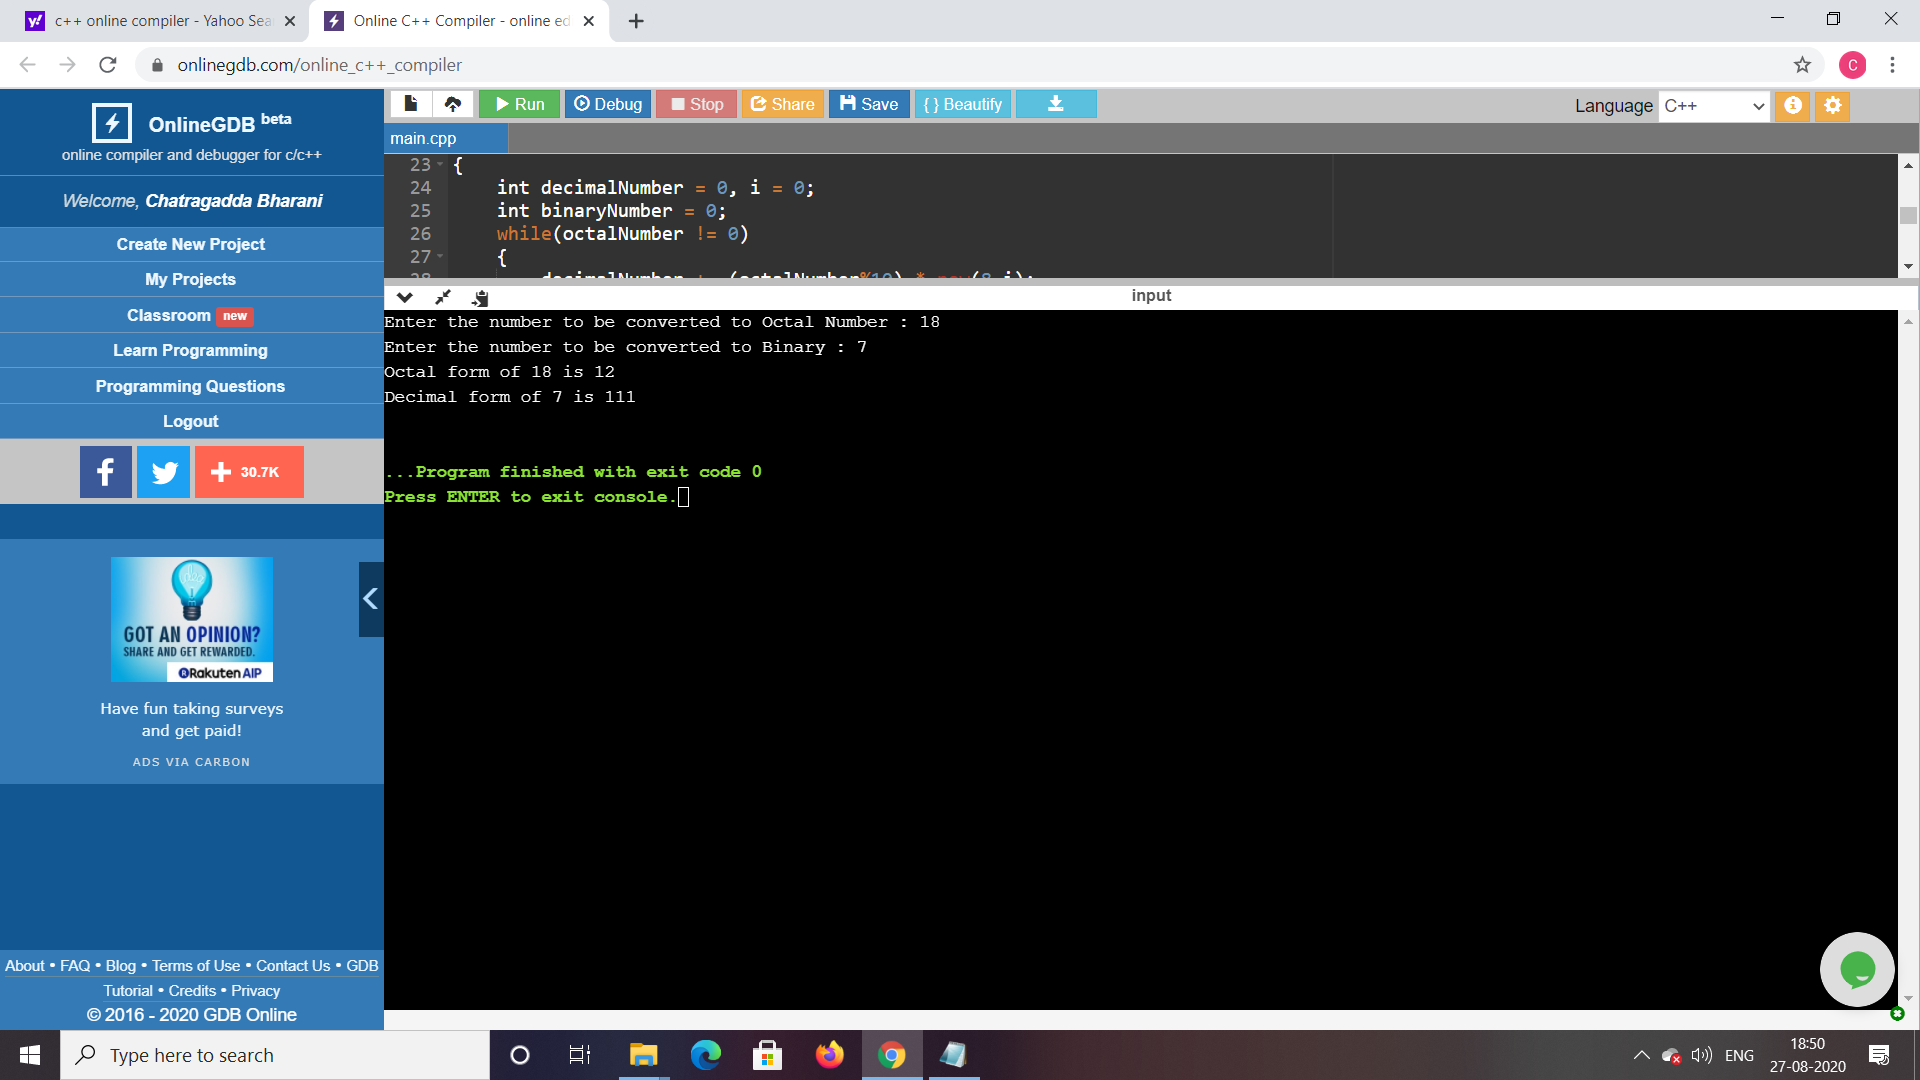 c++ online compiler - Yahoo Sea
Online C++ Compiler - online ed
onlinegdb.com/online_c++_compiler
C
OnlineGDB beta
online compiler and debugger for c/c++
Welcome, Chatragadda Bharani
Create New Project
My Projects
Classroom new
Learn Programming
Programming Questions
Logout
30.7K
GOT AN OPINION?
SHARE AND GET REWARDED.
Rakuten AIP
Have fun taking surveys
and get paid!
ADS VIA CARBON
About • FAQ • Blog • Terms of Use • Contact Us • GDB
Tutorial • Credits • Privacy
© 2016 - 2020 GDB Online
Run Debug Stop Share Save { } Beautify
Language C++
main.cpp
23 {
24 int decimalNumber = 0, i = 0;
25 int binaryNumber = 0;
26 while(octalNumber != 0)
27 {
input
Enter the number to be converted to Octal Number : 18
Enter the number to be converted to Binary : 7
Octal form of 18 is 12
Decimal form of 7 is 111
...Program finished with exit code 0
Press ENTER to exit console.
Type here to search
ENG
18:50
27-08-2020